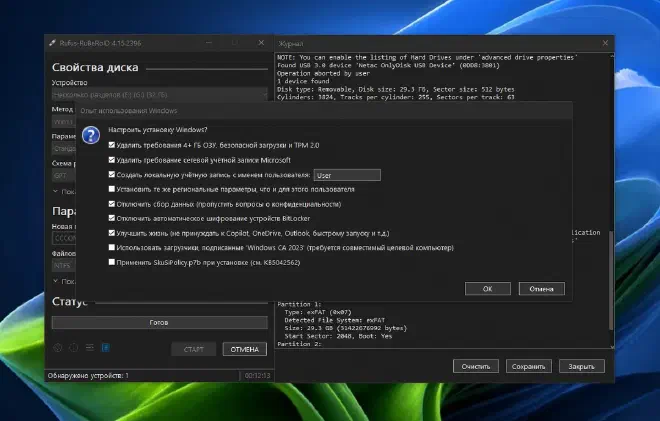 Rufus-RuBoRoID 4.10.2396
Свойства диска
Устройство
Метод
Парам
Схема р
GPT
Пок
Пара
Новая
Файлов
NTFS
Пок
Статус
Готов
СТАРТ
ОТМЕНА
Обнаружено устройств: 1
Опыт использования Windows
Настроить установку Windows?
Удалить требования 4+ ГБ ОЗУ, безопасной загрузки и TPM 2.0
Удалить требование сетевой учётной записи Microsoft
Создать локальную учётную запись с именем пользователя: User
Установить те же региональные параметры, что и для этого пользователя
Отключить сбор данных (пропустить вопросы о конфиденциальности)
Отключить автоматическое шифрование устройств BitLocker
Улучшить жизнь (не принуждать к Copilot, OneDrive, Outlook, быстрому запуску и т.д.)
Использовать загрузчики, подписанные 'Windows CA 2023' (требуется совместимый целевой компьютер)
Применить SkuSiPolicy.p7b при установке (см. KB5042562)
OK
Отмена
Журнал
NOTE: You can enable the listing of Hard Drives under 'advanced drive properties'
Found USB 3.0 device 'Netac OnlyDisk USB Device' (0DD8:3801)
Operation aborted by user
1 device found
Disk type: Removable, Disk size: 29.3 Гб, Sector size: 512 bytes
Cylinders: 3824, Tracks per cylinder: 255, Sectors per track: 63
lication
Partition 1:
Type: exFAT (0x07)
Detected File System: exFAT
Size: 29.3 GB (31422676992 bytes)
Start Sector: 2048, Boot: Yes
Partition 2:
Очистить
Сохранить
Закрыть